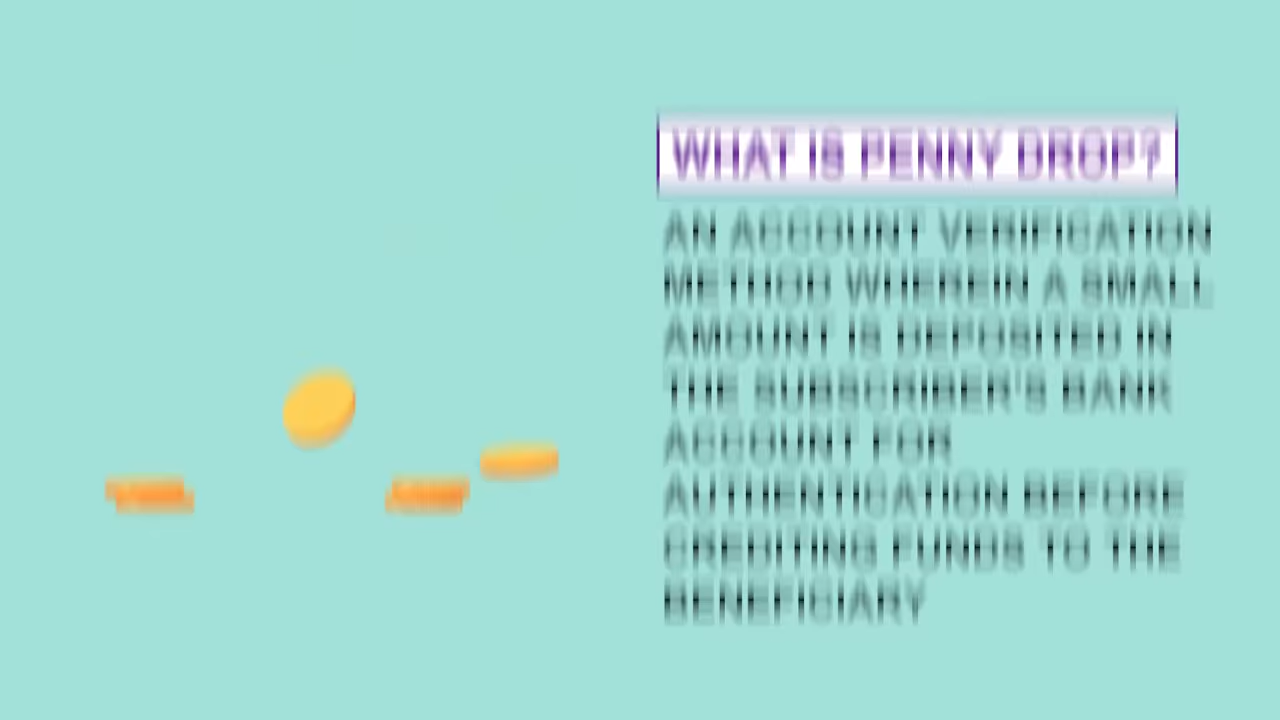 WHAT IS PENNY DROP?
AN ACCOUNT VERIFICATION
METHOD WHEREIN A SMALL
AMOUNT IS DEPOSITED IN
THE SUBSCRIBER'S BANK
ACCOUNT FOR
AUTHENTICATION BEFORE
CREDITING FUNDS TO THE
BENEFICIARY